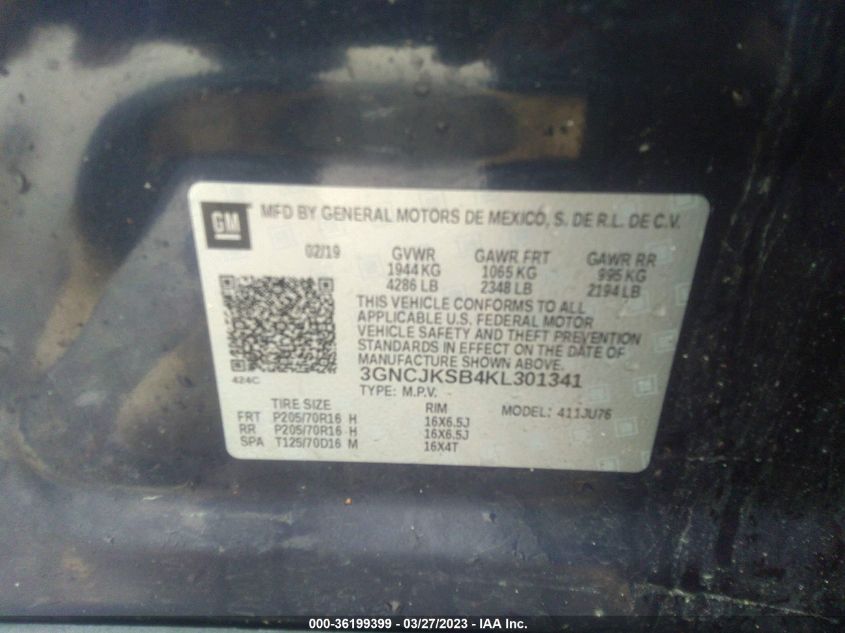 GM
MFD BY GENERAL MOTORS DE MEXICO, S. DE R.L. DE C.V.
02/19 GVWR GAWR FRT GAWR RR
1944 KG 1065 KG 995 KG
4286 LB 2348 LB 2194 LB
THIS VEHICLE CONFORMS TO ALL
APPLICABLE U.S. FEDERAL MOTOR
VEHICLE SAFETY AND THEFT PREVENTION
STANDARDS IN EFFECT ON THE DATE OF
MANUFACTURE SHOWN ABOVE.
424C
3GNCJKSB4KL301341
TYPE: M.P.V.
TIRE SIZE RIM MODEL: 411JU76
FRT P205/70R16 H 16X6.5J
RR P205/70R16 H 16X6.5J
SPA T125/70D16 M 16X4T
000-36199399 - 03/27/2023 - IAA Inc.